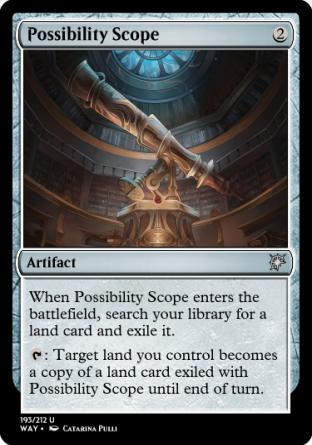 Possibility Scope 2
Artifact
When Possibility Scope enters the
battlefield, search your library for a
land card and exile it.
: Target land you control becomes
a copy of a land card exiled with
Possibility Scope until end of turn.
193/212 U
WAY • Catarina Pulli